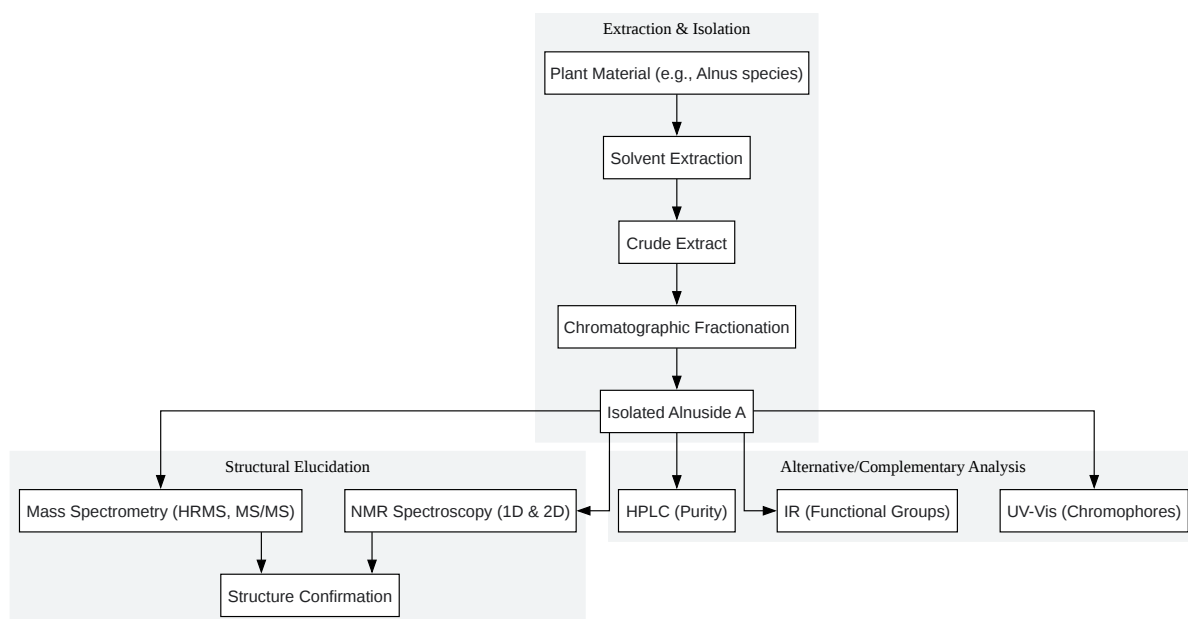 Extraction & Isolation
Plant Material (e.g., Alnus species)
Solvent Extraction
Crude Extract
Chromatographic Fractionation
Isolated Alnuside A
Structural Elucidation
Mass Spectrometry (HRMS, MS/MS)
NMR Spectroscopy (1D & 2D)
Structure Confirmation
Alternative/Complementary Analysis
HPLC (Purity)
IR (Functional Groups)
UV-Vis (Chromophores)